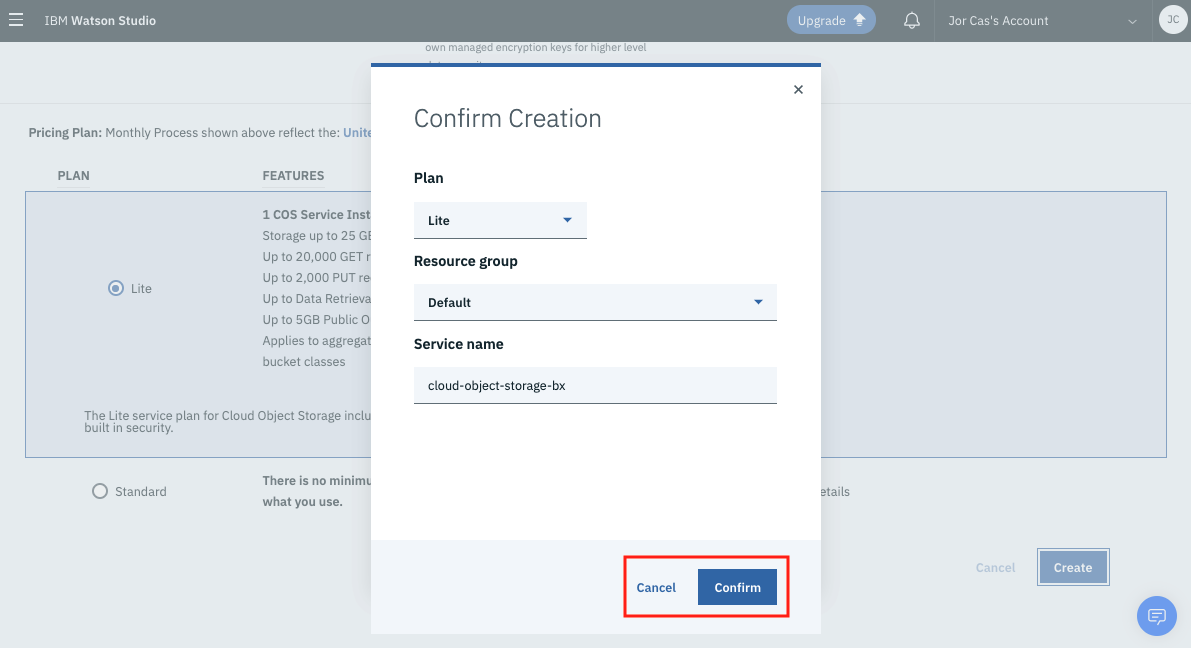 IBM Watson Studio
Upgrade
Jor Cas's Account
JC
own managed encryption keys for higher level
Confirm Creation
Pricing Plan: Monthly Process shown above reflect the: Unite
PLAN
FEATURES
Plan
Lite
Resource group
Default
Service name
cloud-object-storage-bx
1 COS Service Inst
Storage up to 25 GB
Up to 20,000 GET r
Up to 2,000 PUT re
Up to Data Retrieva
Up to 5GB Public O
Applies to aggregat
bucket classes
Lite
The Lite service plan for Cloud Object Storage inclu
built in security.
Standard
There is no minimu
what you use.
etails
Cancel
Confirm
Cancel
Create